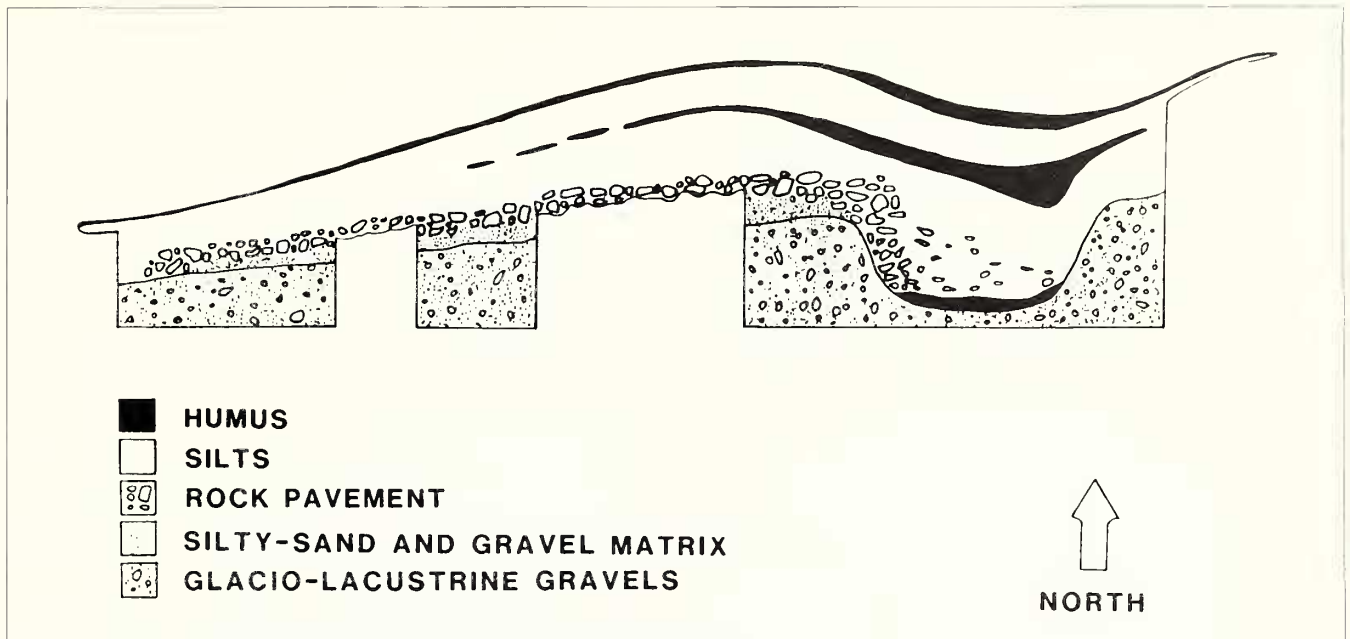 HUMUS
SILTS
ROCK PAVEMENT
SILTY-SAND AND GRAVEL MATRIX
GLACIO-LACUSTRINE GRAVELS
NORTH